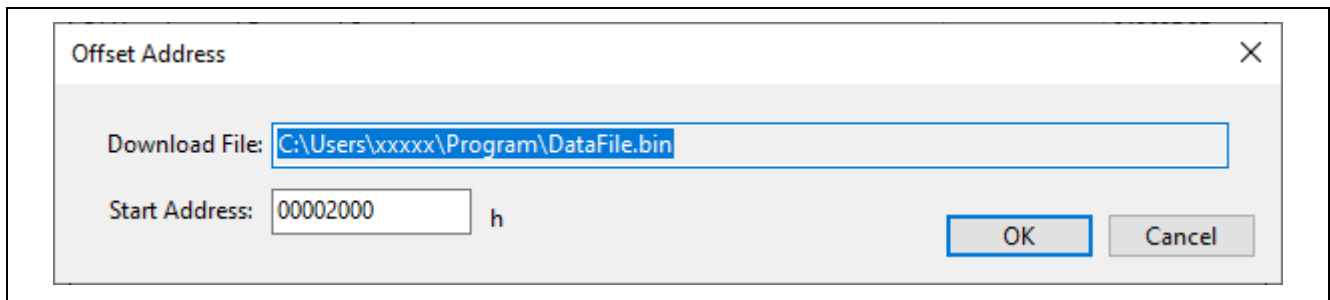 Offset Address
Download File: C:\Users\xxxxx\Program\DataFile.bin
Start Address: 00002000 h
OK Cancel